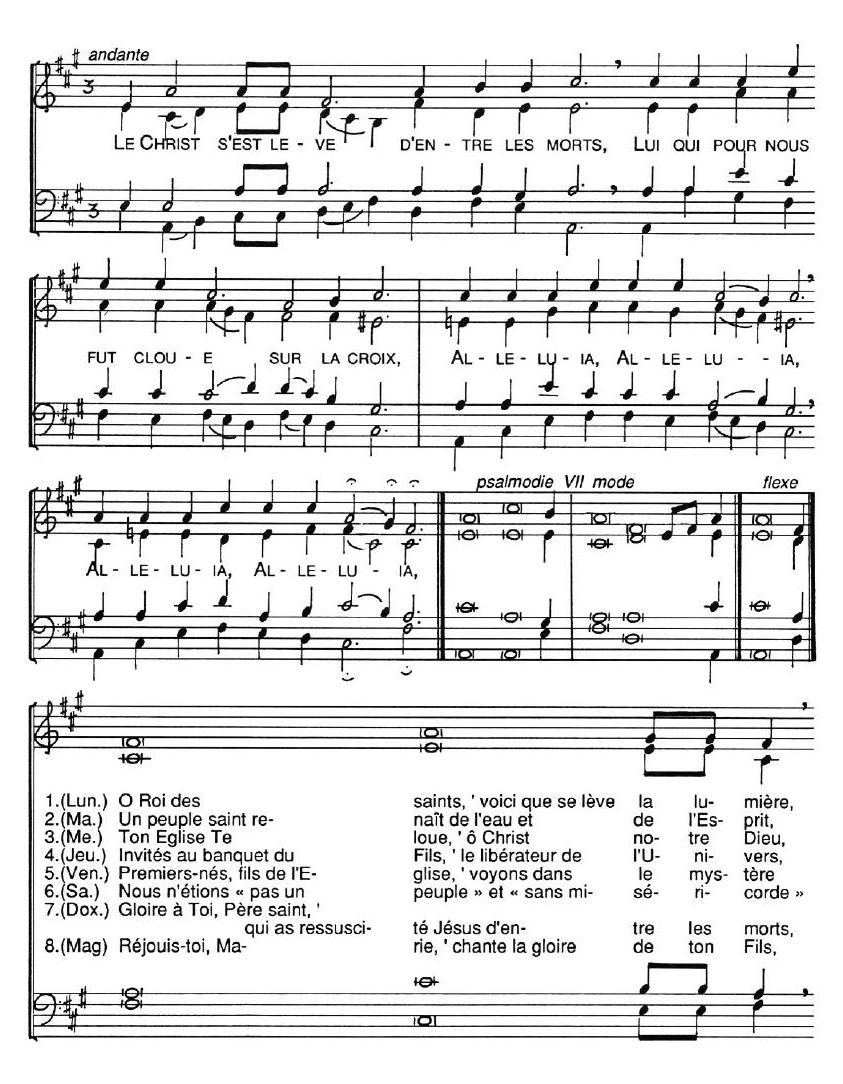 andante
3
LE CHRIST S'EST LE - VE D'EN - TRE LES MORTS, LUI QUI POUR NOUS
3
FUT CLOU - E SUR LA CROIX, AL - LE - LU - IA, AL - LE - LU - - IA,
AL - LE - LU - IA, AL - LE - LU - IA,
psalmodie VII mode flexe
1.(Lun.) O Roi des saints, ' voici que se lève la lu- mière,
2.(Ma.) Un peuple saint re- naît de l'eau et de l'Es- prit,
3.(Me.) Ton Eglise Te loue, ' ô Christ no- tre Dieu,
4.(Jeu.) Invités au banquet du Fils, ' le libérateur de l'U- ni- vers,
5.(Ven.) Premiers-nés, fils de l'E- glise, ' voyons dans le mys- tère
6.(Sa.) Nous n'étions « pas un peuple » et « sans mi- sé- ri- corde »
7.(Dox.) Gloire à Toi, Père saint, '
qui as ressusci- té Jésus d'en- tre les morts,
8.(Mag) Réjouis-toi, Ma- rie, ' chante la gloire de ton Fils,